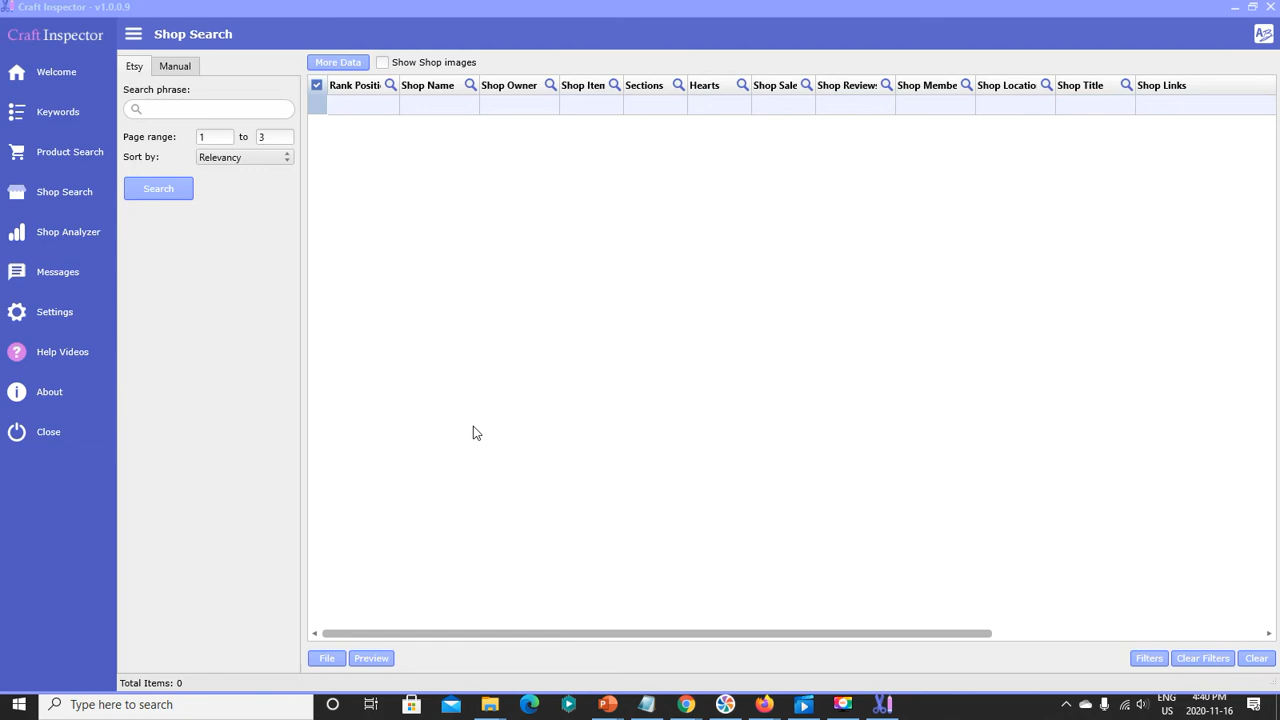 Craft Inspector - v1.0.0.9
Craft Inspector
Shop Search
Welcome
Keywords
Product Search
Shop Search
Shop Analyzer
Messages
Settings
Help Videos
About
Close
Etsy Manual
Search phrase:
Page range: 1 to 3
Sort by: Relevancy
Search
More Data Show Shop images
Rank Positi Shop Name Shop Owner Shop Iten Sections Hearts Shop Sale Shop Review: Shop Membe Shop Locatio Shop Title Shop Links
File Preview Filters Clear Filters Clear
Total Items: 0
Type here to search
ENG 4:40 PM
US 2020-11-16